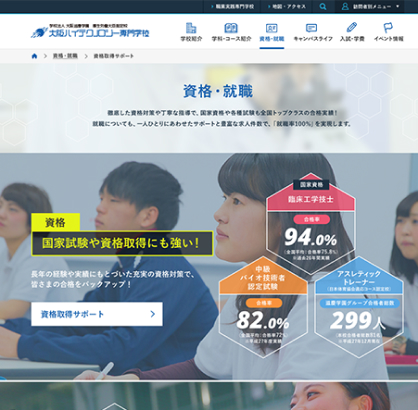 職業実践専門学校
地図・アクセス
訪問者別メニュー
学校法人 大阪滋慶学園 厚生労働大臣指定校
大阪ハイテクノロジー専門学校
学校紹介
学科・コース紹介
資格・就職
キャンパスライフ
入試・学費
イベント情報
資格・就職
資格取得サポート
資格・就職
徹底した資格対策や丁寧な指導で、国家資格や各種試験も全国トップクラスの合格実績！
就職についても、一人ひとりにあわせたサポートと豊富な求人件数で、「就職率100%」を実現します。
資格
国家試験や資格取得にも強い！
長年の経験や実績にもとづいた充実の資格対策で、
皆さまの合格をバックアップ！
資格取得サポート
国家資格
臨床工学技士
合格率
94.0%
中級
バイオ技術者
認定試験
合格率
82.0%
アスレティック
トレーナー
滋慶学園グループ合格者総数
299人